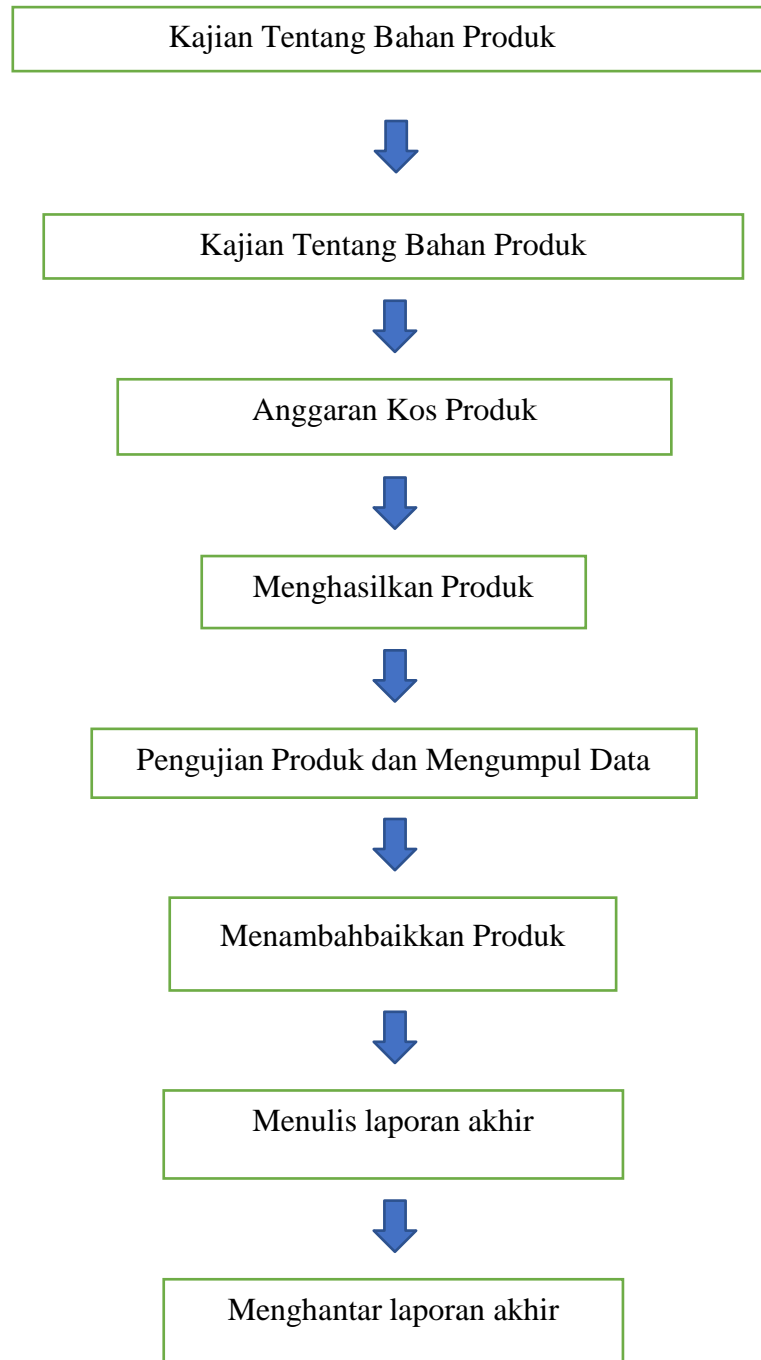 Kajian Tentang Bahan Produk
Kajian Tentang Bahan Produk
Anggaran Kos Produk
Menghasilkan Produk
Pengujian Produk dan Mengumpul Data
Menambahbaikkan Produk
Menulis laporan akhir
Menghantar laporan akhir